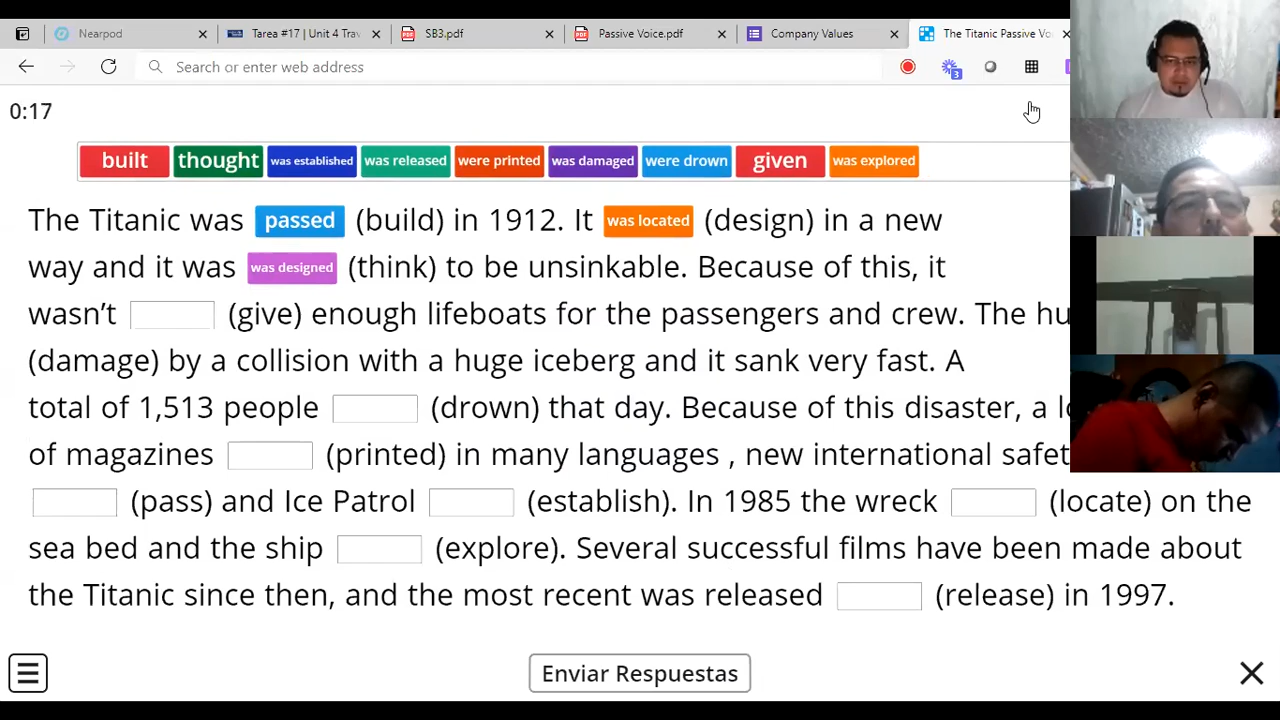 Nearpod
Tarea #17 | Unit 4 Trav
SB3.pdf
Passive Voice.pdf
Company Values
The Titanic Passive Vo
Search or enter web address
3
0:17
built thought was established was released were printed was damaged were drown given was explored
The Titanic was passed (build) in 1912. It was located (design) in a new
way and it was was designed (think) to be unsinkable. Because of this, it
wasn't (give) enough lifeboats for the passengers and crew. The hu
(damage) by a collision with a huge iceberg and it sank very fast. A
total of 1,513 people (drown) that day. Because of this disaster, a lo
of magazines (printed) in many languages , new international safet
(pass) and Ice Patrol (establish). In 1985 the wreck (locate) on the
sea bed and the ship (explore). Several successful films have been made about
the Titanic since then, and the most recent was released (release) in 1997.
Enviar Respuestas